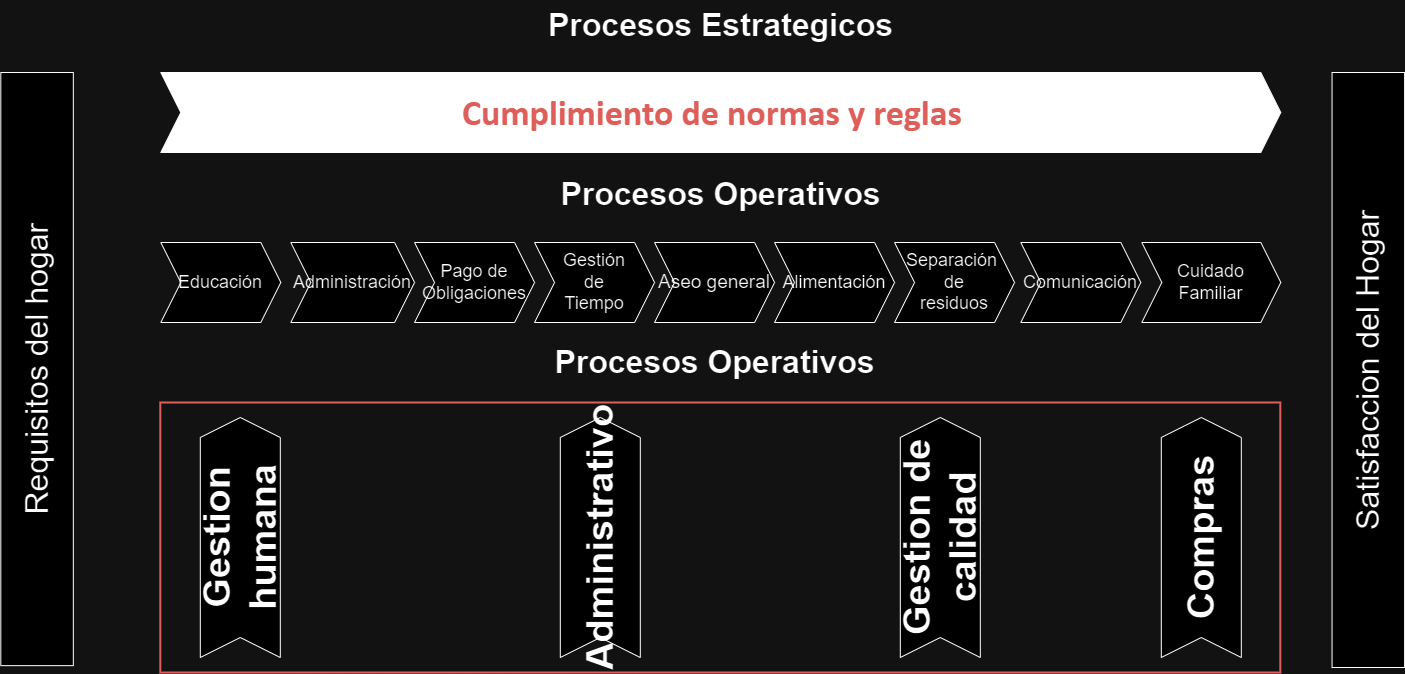 Procesos Estrategicos
Requisitos del hogar
Cumplimiento de normas y reglas
Satisfaccion del Hogar
Procesos Operativos
Educación
Administración
Pago de
Obligaciones
Gestión
de
Tiempo
Aseo general
Alimentación
Separación
de
residuos
Comunicación
Cuidado
Familiar
Procesos Operativos
Gestion
humana
Administrativo
Gestion de
calidad
Compras